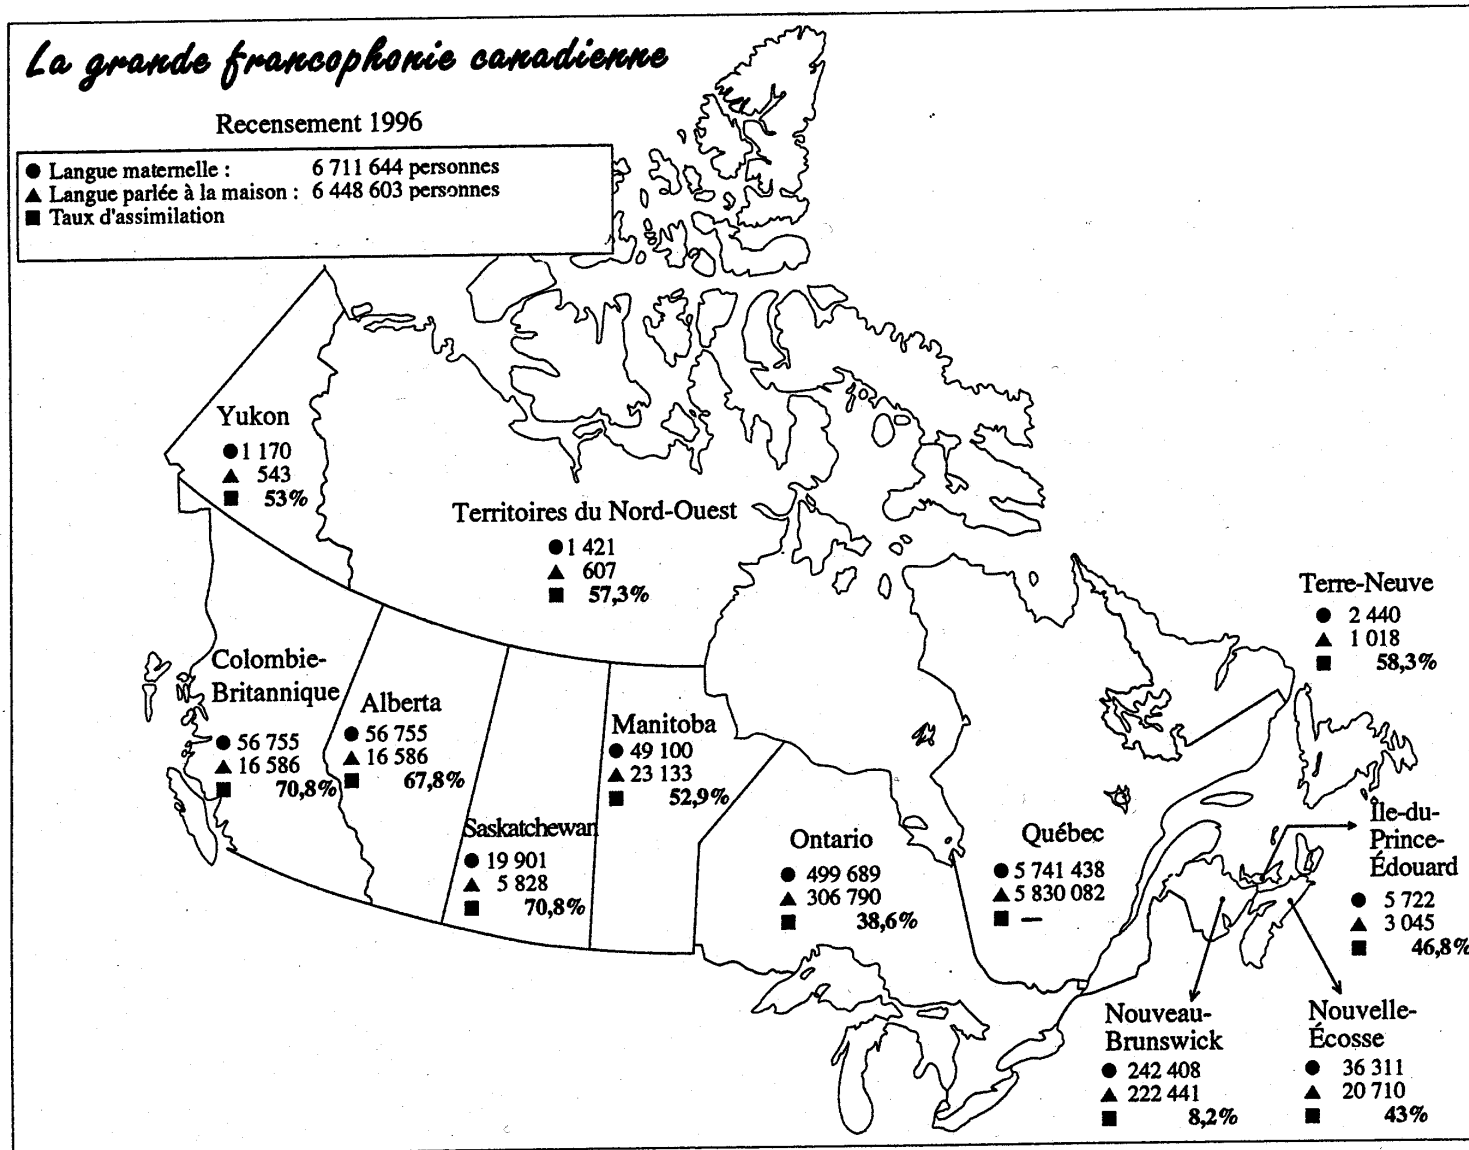 La grande francophonie canadienne
Recensement 1996
● Langue maternelle : 6 711 644 personnes
▲ Langue parlée à la maison : 6 448 603 personnes
■ Taux d'assimilation
Yukon
● 1 170
▲ 543
■ 53%
Territoires du Nord-Ouest
● 1 421
▲ 607
■ 57,3%
Terre-Neuve
● 2 440
▲ 1 018
■ 58,3%
Colombie-
Britannique
● 56 755
▲ 16 586
■ 70,8%
Alberta
● 56 755
▲ 16 586
■ 67,8%
Saskatchewan
● 19 901
▲ 5 828
■ 70,8%
Manitoba
● 49 100
▲ 23 133
■ 52,9%
Ontario
● 499 689
▲ 306 790
■ 38,6%
Québec
● 5 741 438
▲ 5 830 082
■ —
Île-du-
Prince-
Édouard
● 5 722
▲ 3 045
■ 46,8%
Nouveau-
Brunswick
● 242 408
▲ 222 441
■ 8,2%
Nouvelle-
Écosse
● 36 311
▲ 20 710
■ 43%